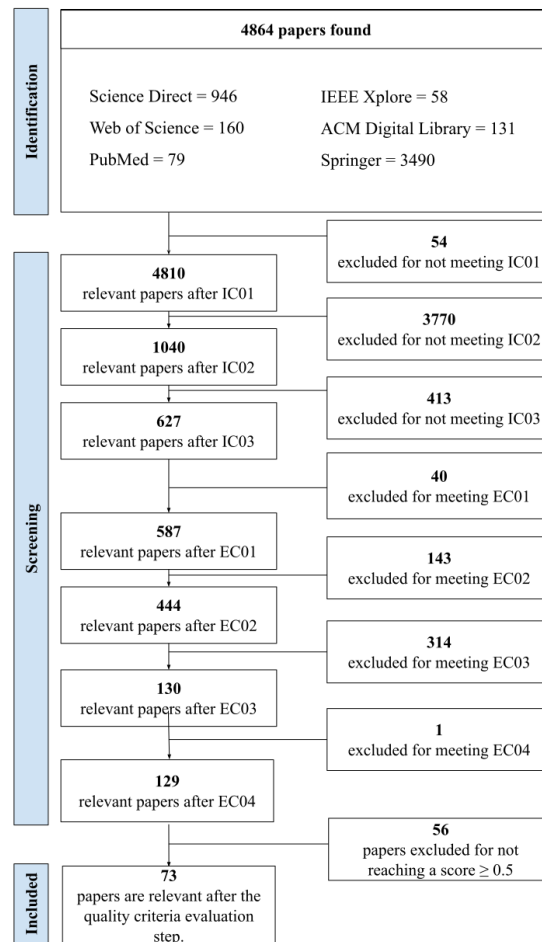 Identification
4864 papers found
Science Direct = 946
IEEE Xplore = 58
Web of Science = 160
ACM Digital Library = 131
PubMed = 79
Springer = 3490
Screening
54
excluded for not meeting IC01
4810
relevant papers after IC01
3770
excluded for not meeting IC02
1040
relevant papers after IC02
413
excluded for not meeting IC03
627
relevant papers after IC03
40
excluded for meeting EC01
587
relevant papers after EC01
143
excluded for meeting EC02
444
relevant papers after EC02
314
excluded for meeting EC03
130
relevant papers after EC03
1
excluded for meeting EC04
129
relevant papers after EC04
56
papers excluded for not
reaching a score ≥ 0.5
Included
73
papers are relevant after the
quality criteria evaluation
step.